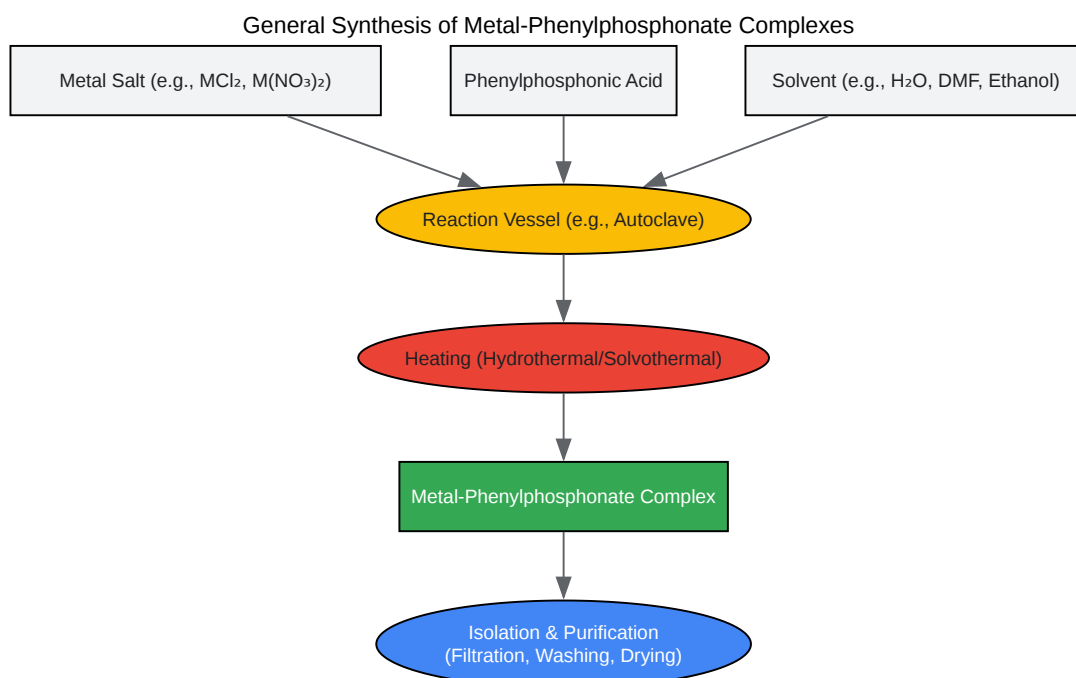 General Synthesis of Metal-Phenylphosphonate Complexes
Metal Salt (e.g., MCl₂, M(NO₃)₂)
Phenylphosphonic Acid
Solvent (e.g., H₂O, DMF, Ethanol)
Reaction Vessel (e.g., Autoclave)
Heating (Hydrothermal/Solvothermal)
Metal-Phenylphosphonate Complex
Isolation & Purification
(Filtration, Washing, Drying)